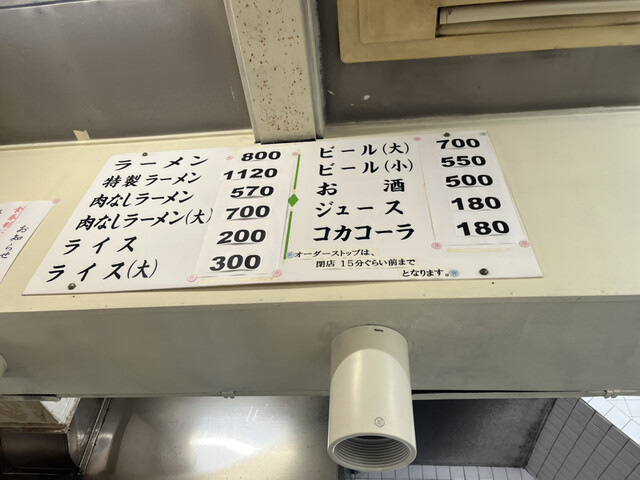 ラーメン 800
特製ラーメン 1120
肉なしラーメン 570
肉なしラーメン(大) 700
ライス 200
ライス(大) 300
ビール(大) 700
ビール(小) 550
お酒 500
ジュース 180
コカコーラ 180
オーダーストップは、
閉店 15分ぐらい前まで
となります。
お知らせ